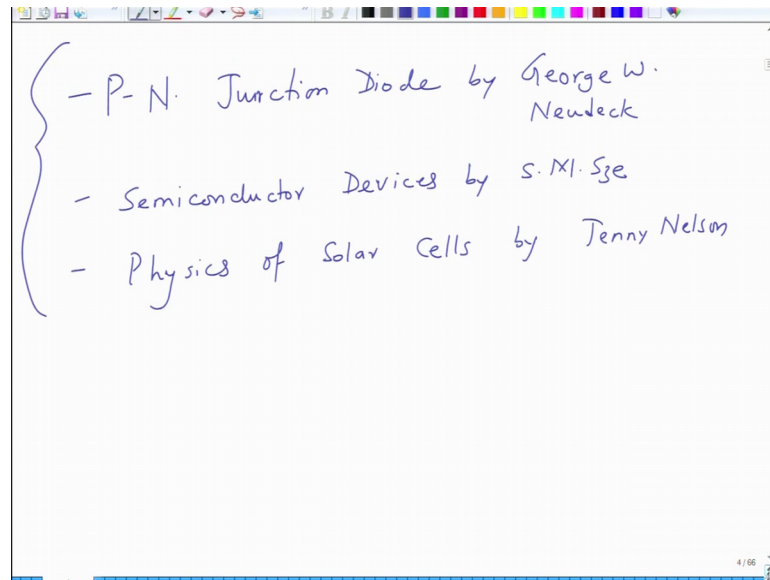 - P-N. Junction Diode by George W.
Neudeck
- Semiconductor Devices by S. M. Sze
- Physics of Solar Cells by Jenny Nelson
4/66